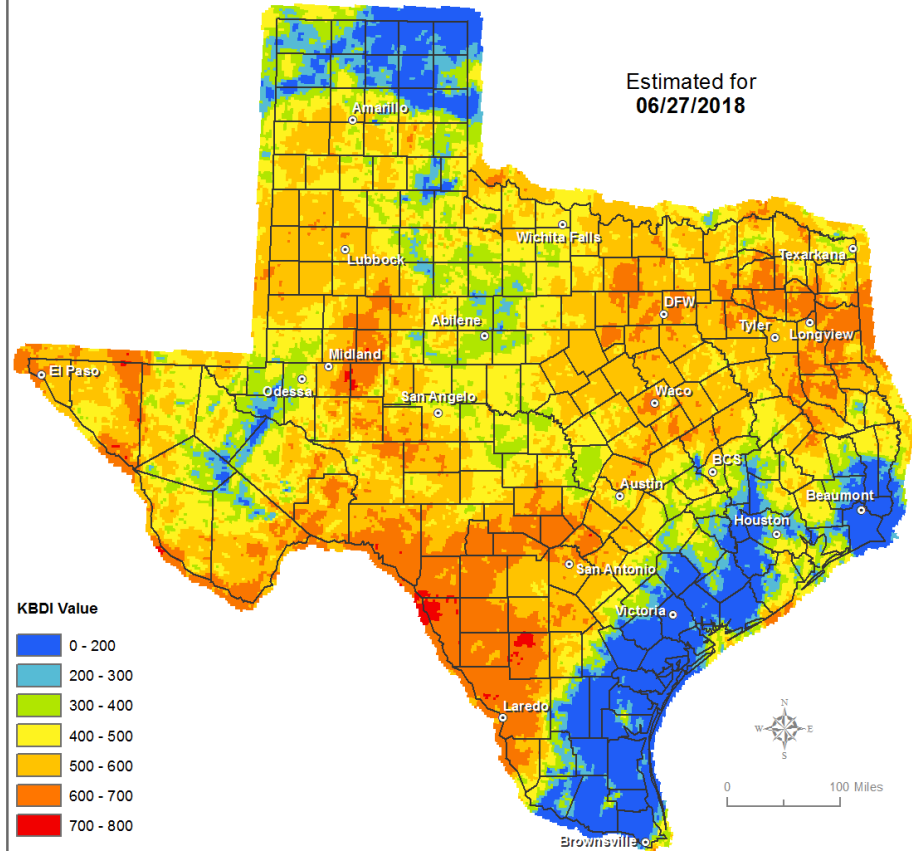 Estimated for
06/27/2018
Amarillo
Wichita Falls
Texarkana
Lubbock
DFW
Abilene
Tyler
Longview
Midland
El Paso
Odessa
San Angelo
Waco
BCS
Austin
Beaumont
Houston
San Antonio
Victoria
Laredo
Brownsville
KBDI Value
0 - 200
200 - 300
300 - 400
400 - 500
500 - 600
600 - 700
700 - 800
N
W E
S
0 100 Miles